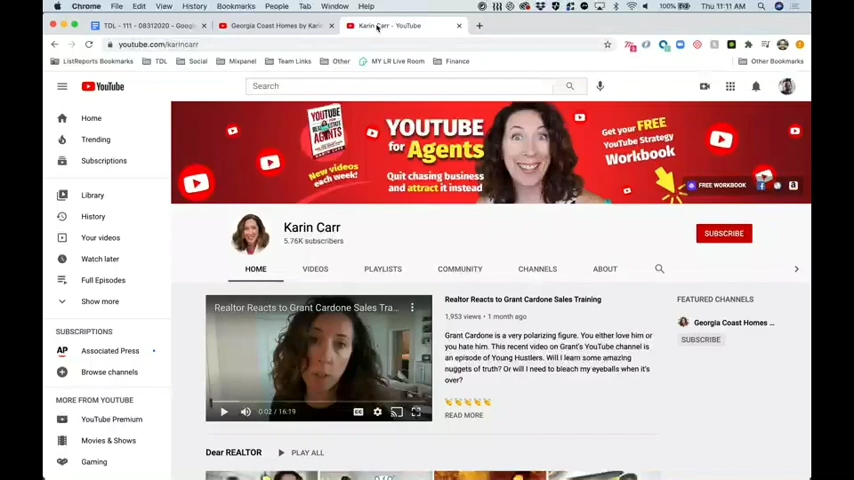 Chrome File Edit View History Bookmarks People Tab Window Help 100% Thu 11:11 AM
TDL - 111 - 08312020 - Googl
Georgia Coast Homes by Karin
Karin Carr - YouTube
youtube.com/karincarr
ListReports Bookmarks TDL Social Mixpanel Team Links Other MY LR Live Room Finance Other Bookmarks
YouTube
Search
Home
Trending
Subscriptions
Library
History
Your videos
Watch later
Full Episodes
Show more
SUBSCRIPTIONS
AP Associated Press
Browse channels
MORE FROM YOUTUBE
YouTube Premium
Movies & Shows
Gaming
YOUTUBE
for REAL ESTATE
AGENTS
New videos
each week!
YOUTUBE
for Agents
Quit chasing business
and attract it instead
Get your FREE
YouTube Strategy
Workbook
FREE WORKBOOK
Karin Carr
5.76K subscribers
SUBSCRIBE
HOME VIDEOS PLAYLISTS COMMUNITY CHANNELS ABOUT
Realtor Reacts to Grant Cardone Sales Tra...
0:02 / 16:19
Realtor Reacts to Grant Cardone Sales Training
1,953 views • 1 month ago
Grant Cardone is a very polarizing figure. You either love him or
you hate him. This recent video on Grant's YouTube channel is
an episode of Young Hustlers. Will I learn some amazing
nuggets of truth? Or will I need to bleach my eyeballs when it's
over?
READ MORE
FEATURED CHANNELS
Georgia Coast Homes ...
SUBSCRIBE
Dear REALTOR PLAY ALL